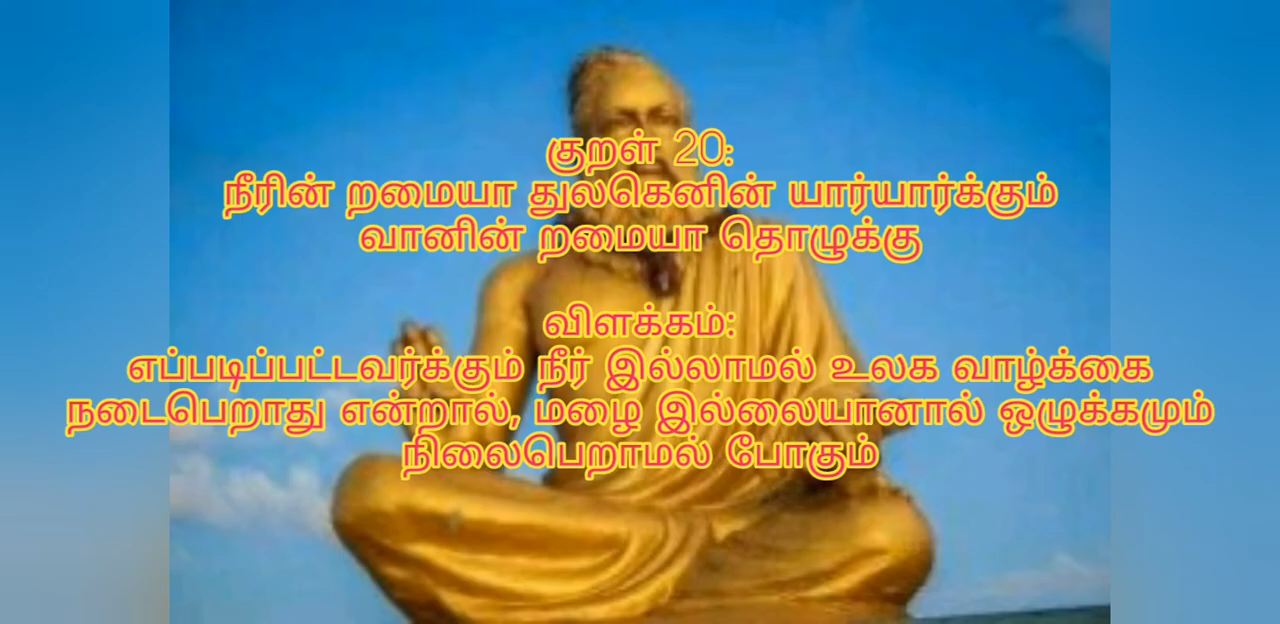 குறள் 20:
நீரின் றமையா துலகெனின் யார்யார்க்கும்
வானின் றமையா தொழுக்கு
விளக்கம்:
எப்படிப்பட்டவர்க்கும் நீர் இல்லாமல் உலக வாழ்க்கை
நடைபெறாது என்றால், மழை இல்லையானால் ஒழுக்கமும்
நிலைபெறாமல் போகும்